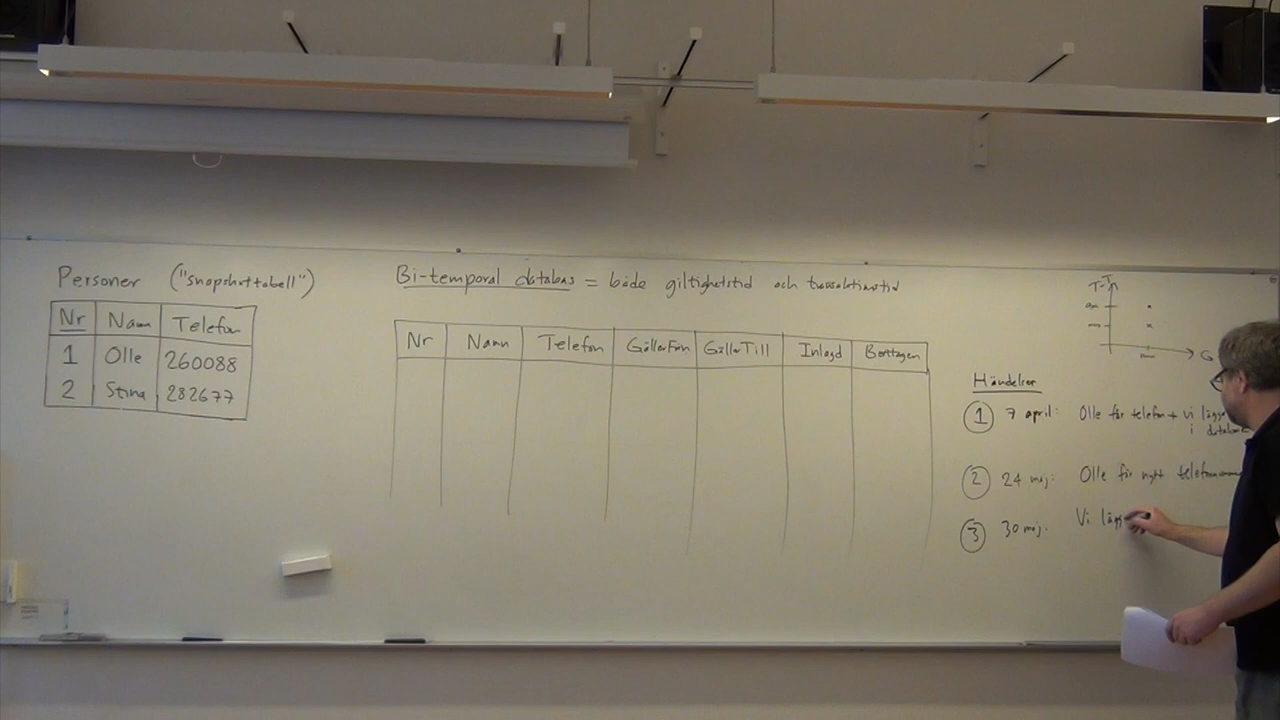 Personer ("snapshottabell")
Nr Namn Telefon
1 Olle 260088
2 Stina 282677
Bi-temporal databas = både giltighetstid och transaktionstid
Nr Namn Telefon GällerFrån GällerTill Inlagd Borttagen
T-T
G
Händelser
1 7 april: Olle får telefon + vi lägger
i databasen
2 24 maj: Olle får nytt
3 30 maj: Vi lägg